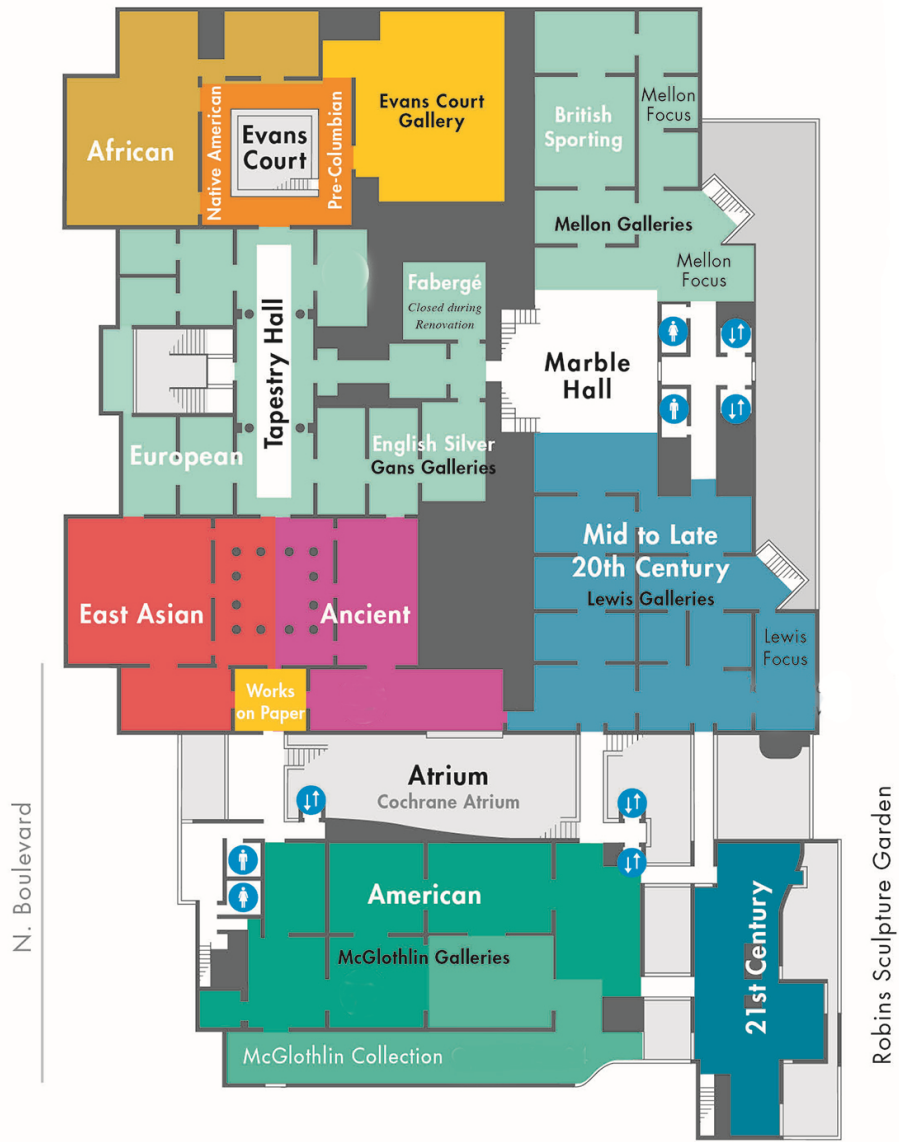 African
Native American
Evans
Court
Pre-Columbian
Evans Court
Gallery
British
Sporting
Mellon
Focus
Mellon Galleries
Mellon
Focus
Fabergé
Closed during
Renovation
Tapestry Hall
Marble
Hall
European
English Silver
Gans Galleries
Mid to Late
20th Century
Lewis Galleries
Lewis
Focus
East Asian
Ancient
Works
on Paper
Atrium
Cochrane Atrium
N. Boulevard
American
McGlothlin Galleries
McGlothlin Collection
21st Century
Robins Sculpture Garden